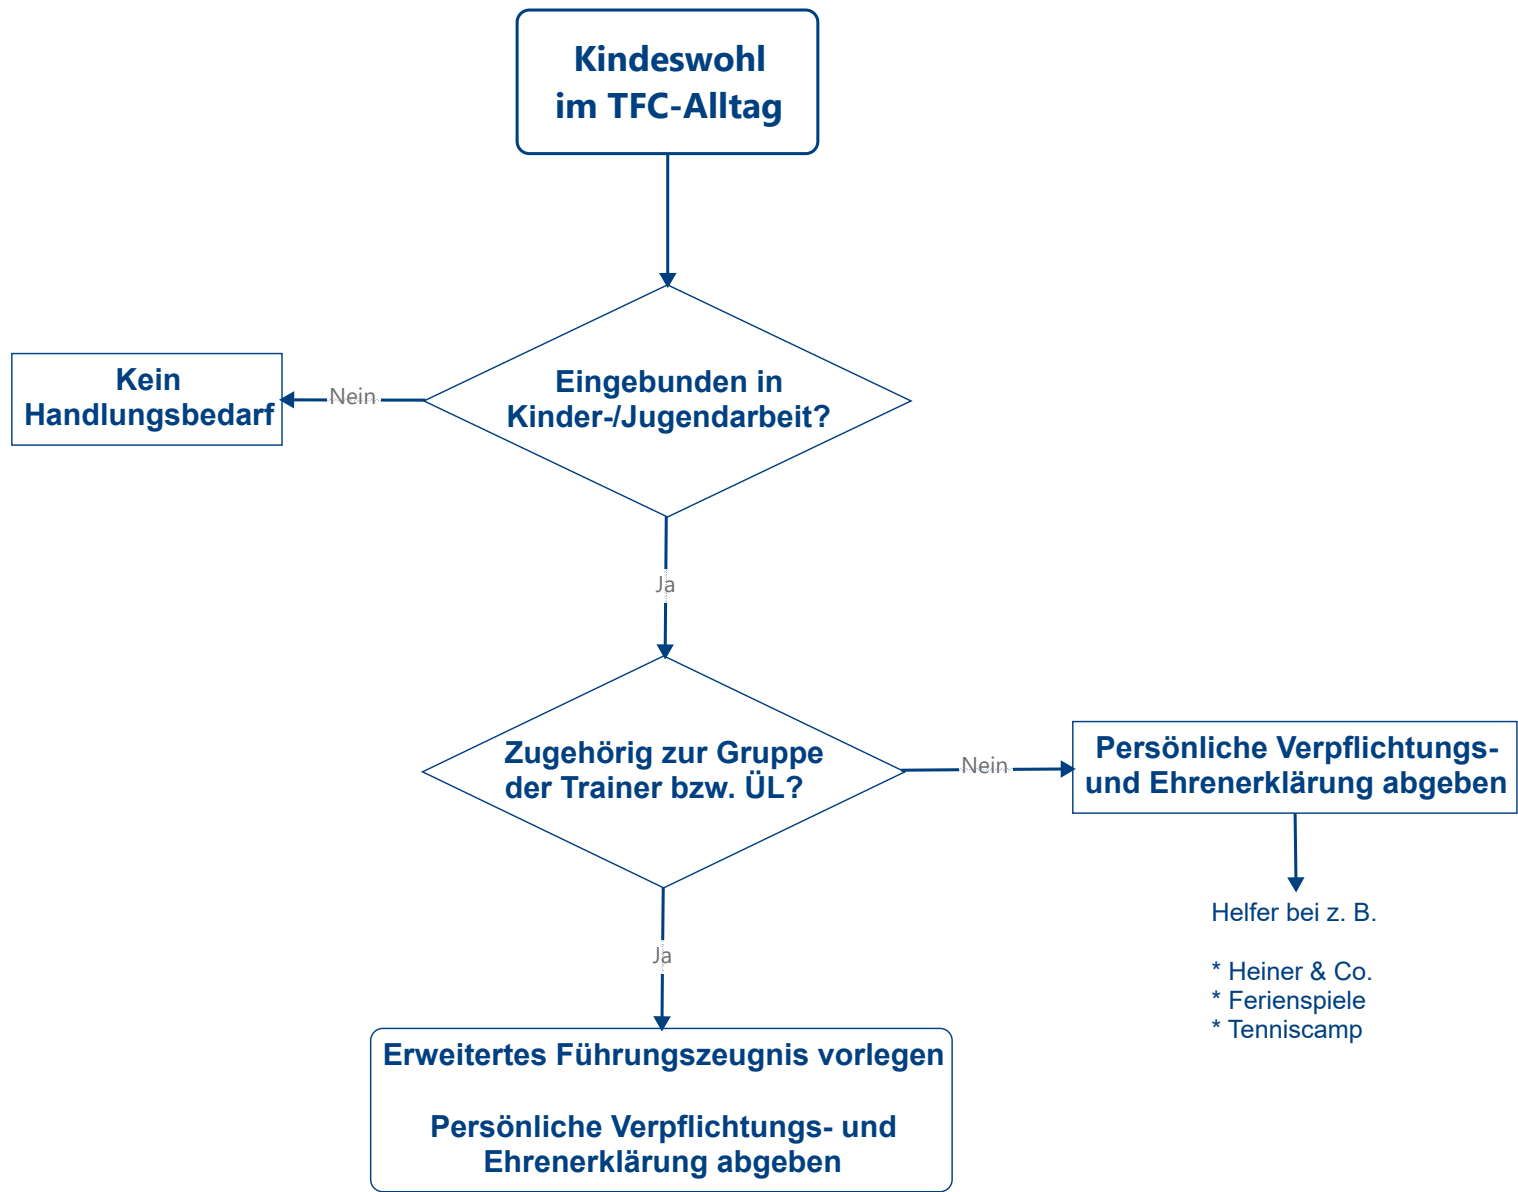 Kindeswohl
im TFC-Alltag
Eingebunden in
Kinder-/Jugendarbeit?
Nein
Kein
Handlungsbedarf
Ja
Zugehörig zur Gruppe
der Trainer bzw. ÜL?
Nein
Persönliche Verpflichtungs-
und Ehrenerklärung abgeben
Helfer bei z. B.
* Heiner & Co.
* Ferienspiele
* Tenniscamp
Ja
Erweitertes Führungszeugnis vorlegen
Persönliche Verpflichtungs- und
Ehrenerklärung abgeben